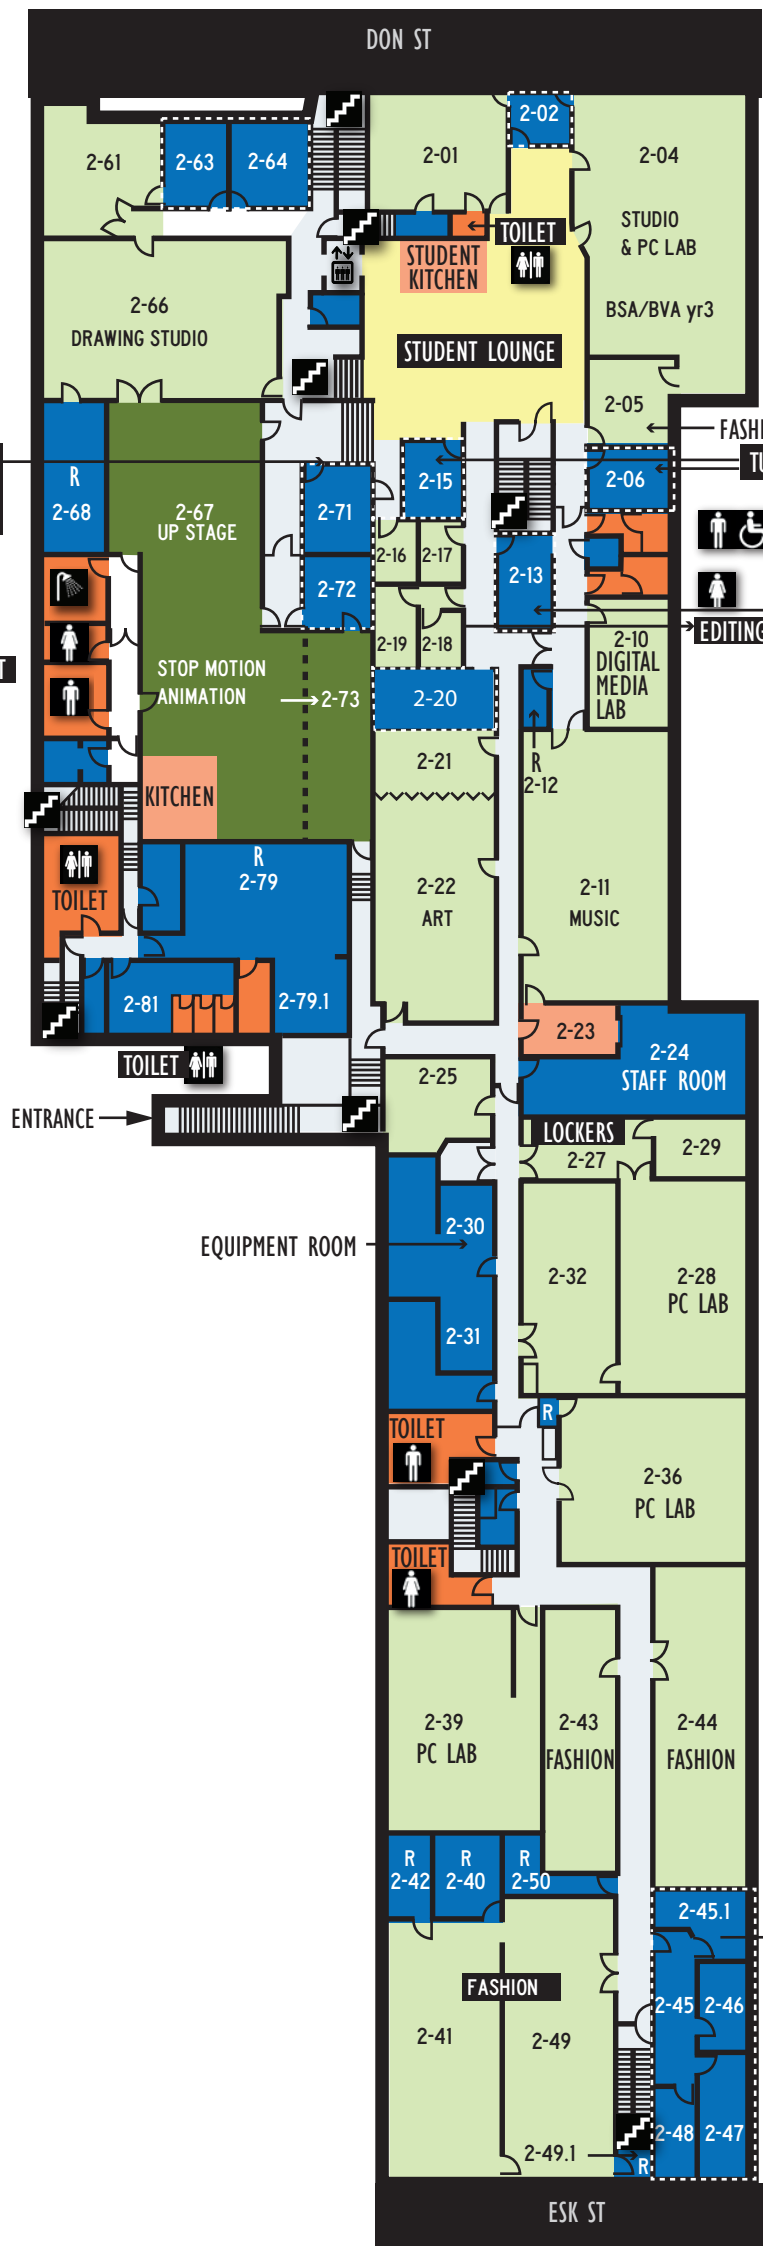 DON ST
2-61
2-63
2-64
2-01
2-02
2-04
STUDIO
& PC LAB
BSA/BVA yr3
TOILET
STUDENT
KITCHEN
2-66
DRAWING STUDIO
STUDENT LOUNGE
2-05
R
2-68
2-67
UP STAGE
2-71
2-15
2-06
2-72
2-16
2-17
2-13
2-19
2-18
2-10
DIGITAL
MEDIA
LAB
EDITING
STOP MOTION
ANIMATION
2-73
2-20
2-21
R
2-12
KITCHEN
TOILET
R
2-79
2-22
ART
2-11
MUSIC
2-81
2-79.1
2-23
2-24
STAFF ROOM
TOILET
2-25
ENTRANCE
LOCKERS
2-27
2-29
2-30
EQUIPMENT ROOM
2-32
2-28
PC LAB
2-31
R
TOILET
2-36
PC LAB
TOILET
2-39
PC LAB
2-43
FASHION
2-44
FASHION
R
2-42
R
2-40
R
2-50
2-45.1
FASHION
2-45
2-46
2-41
2-49
2-48
2-47
2-49.1
R
ESK ST